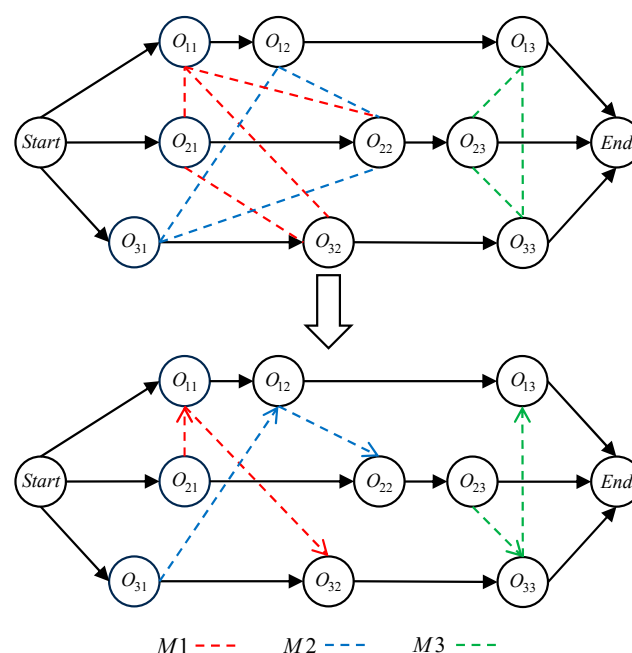 O₁₁ O₁₂ O₁₃
Start O₂₁ O₂₂ O₂₃ End
O₃₁ O₃₂ O₃₃
O₁₁ O₁₂ O₁₃
Start O₂₁ O₂₂ O₂₃ End
O₃₁ O₃₂ O₃₃
M1 M2 M3